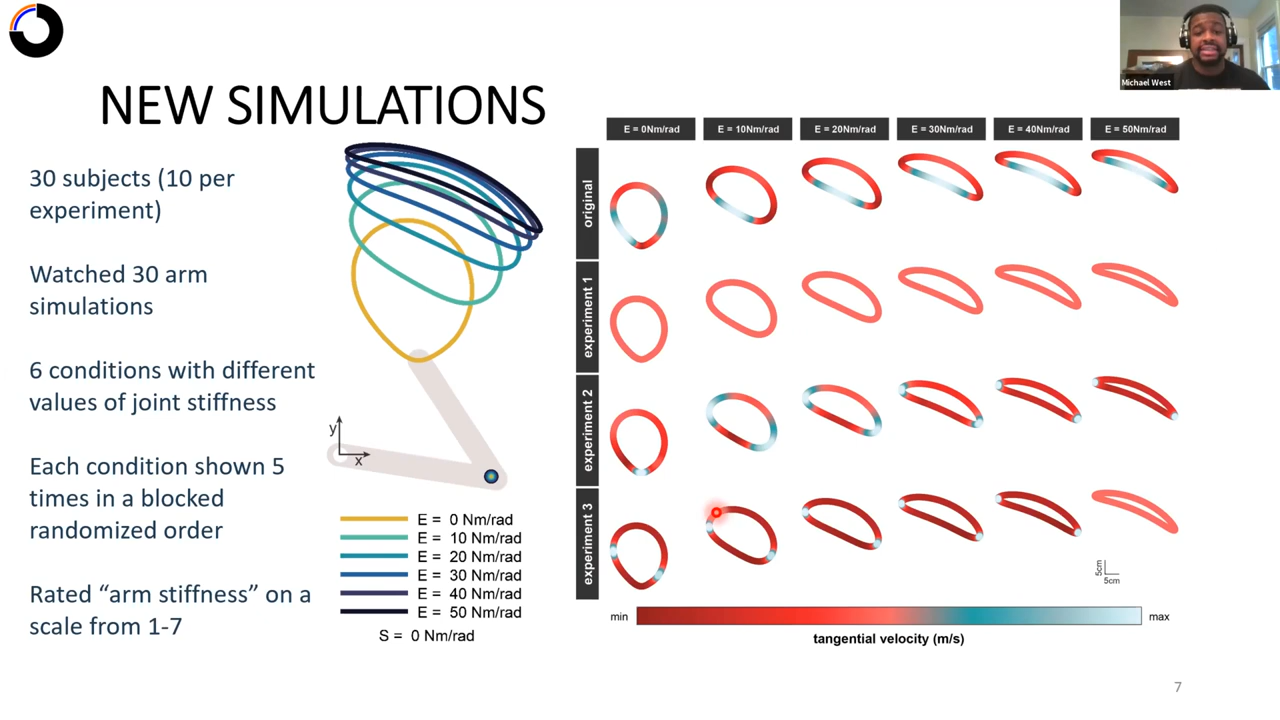 Michael West
NEW SIMULATIONS
30 subjects (10 per
experiment)
Watched 30 arm
simulations
6 conditions with different
values of joint stiffness
Each condition shown 5
times in a blocked
randomized order
Rated “arm stiffness” on a
scale from 1-7
y
x
E = 0 Nm/rad
E = 10 Nm/rad
E = 20 Nm/rad
E = 30 Nm/rad
E = 40 Nm/rad
E = 50 Nm/rad
S = 0 Nm/rad
E = 0Nm/rad
E = 10Nm/rad
E = 20Nm/rad
E = 30Nm/rad
E = 40Nm/rad
E = 50Nm/rad
original
experiment 1
experiment 2
experiment 3
5cm
5cm
min
max
tangential velocity (m/s)
7